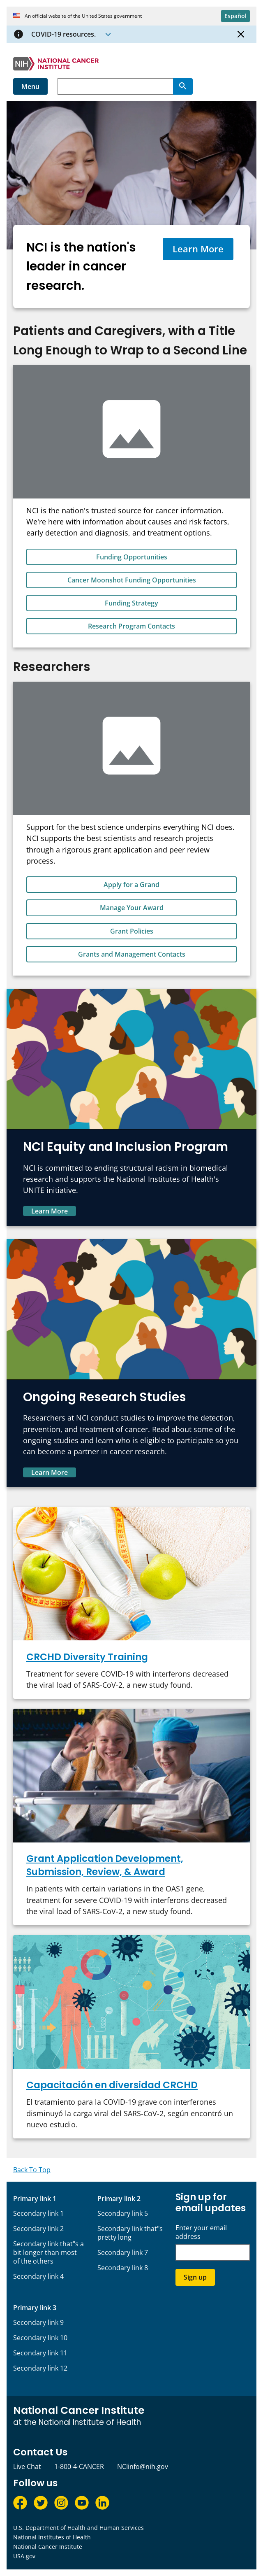 An official website of the United States government
Español
COVID-19 resources.
NIH NATIONAL CANCER INSTITUTE
Menu
NCI is the nation's
leader in cancer
research.
Learn More
Patients and Caregivers, with a Title
Long Enough to Wrap to a Second Line
NCI is the nation's trusted source for cancer information.
We're here with information about causes and risk factors,
early detection and diagnosis, and treatment options.
Funding Opportunities
Cancer Moonshot Funding Opportunities
Funding Strategy
Research Program Contacts
Researchers
Support for the best science underpins everything NCI does.
NCI supports the best scientists and research projects
through a rigorous grant application and peer review
process.
Apply for a Grand
Manage Your Award
Grant Policies
Grants and Management Contacts
NCI Equity and Inclusion Program
NCI is committed to ending structural racism in biomedical
research and supports the National Institutes of Health's
UNITE initiative.
Learn More
Ongoing Research Studies
Researchers at NCI conduct studies to improve the detection,
prevention, and treatment of cancer. Read about some of the
ongoing studies and learn who is eligible to participate so you
can become a partner in cancer research.
Learn More
CRCHD Diversity Training
Treatment for severe COVID-19 with interferons decreased
the viral load of SARS-CoV-2, a new study found.
Grant Application Development,
Submission, Review, & Award
In patients with certain variations in the OAS1 gene,
treatment for severe COVID-19 with interferons decreased
the viral load of SARS-CoV-2, a new study found.
Capacitación en diversidad CRCHD
El tratamiento para la COVID-19 grave con interferones
disminuyó la carga viral del SARS-CoV-2, según encontró un
nuevo estudio.
Back To Top
Primary link 1
Secondary link 1
Secondary link 2
Secondary link that"s a
bit longer than most
of the others
Secondary link 4
Primary link 2
Secondary link 5
Secondary link that"s
pretty long
Secondary link 7
Secondary link 8
Sign up for
email updates
Enter your email
address
Sign up
Primary link 3
Secondary link 9
Secondary link 10
Secondary link 11
Secondary link 12
National Cancer Institute
at the National Institute of Health
Contact Us
Live Chat
1-800-4-CANCER
NCIinfo@nih.gov
Follow us
U.S. Department of Health and Human Services
National Institutes of Health
National Cancer Institute
USA.gov